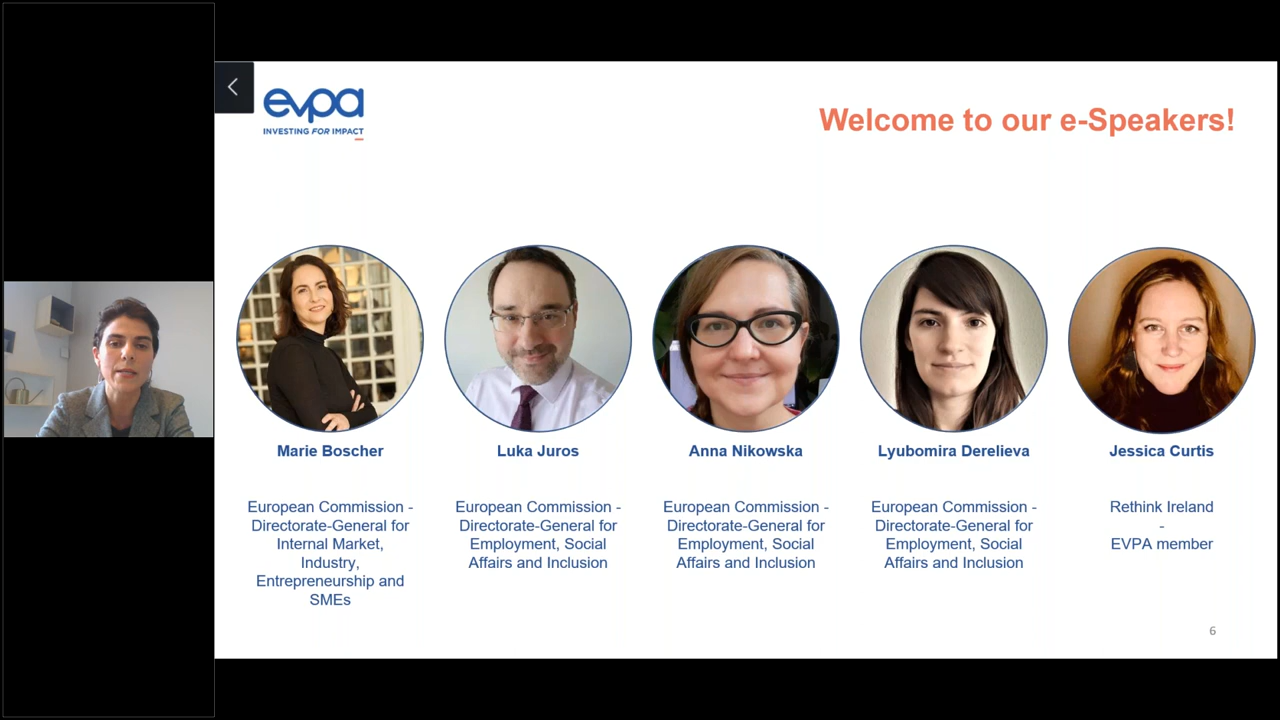 evpa
INVESTING FOR IMPACT
Welcome to our e-Speakers!
Marie Boscher
European Commission -
Directorate-General for
Internal Market,
Industry,
Entrepreneurship and
SMEs
Luka Juros
European Commission -
Directorate-General for
Employment, Social
Affairs and Inclusion
Anna Nikowska
European Commission -
Directorate-General for
Employment, Social
Affairs and Inclusion
Lyubomira Derelieva
European Commission -
Directorate-General for
Employment, Social
Affairs and Inclusion
Jessica Curtis
Rethink Ireland
-
EVPA member
6